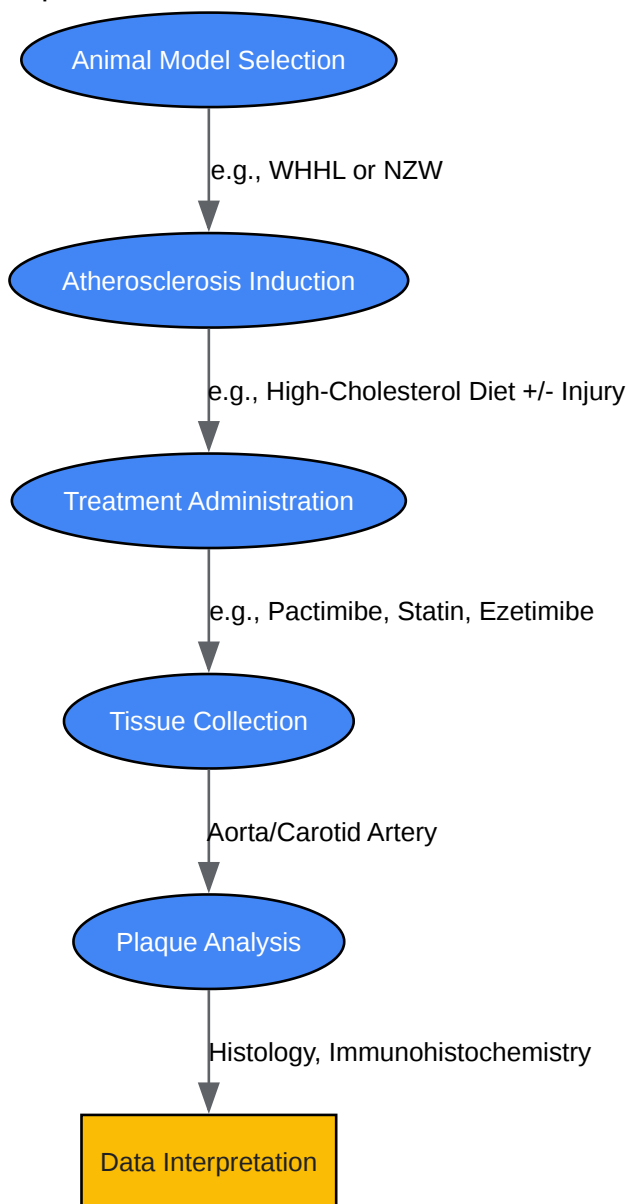 Animal Model Selection
e.g., WHHL or NZW
Atherosclerosis Induction
e.g., High-Cholesterol Diet +/- Injury
Treatment Administration
e.g., Pactimibe, Statin, Ezetimibe
Tissue Collection
Aorta/Carotid Artery
Plaque Analysis
Histology, Immunohistochemistry
Data Interpretation